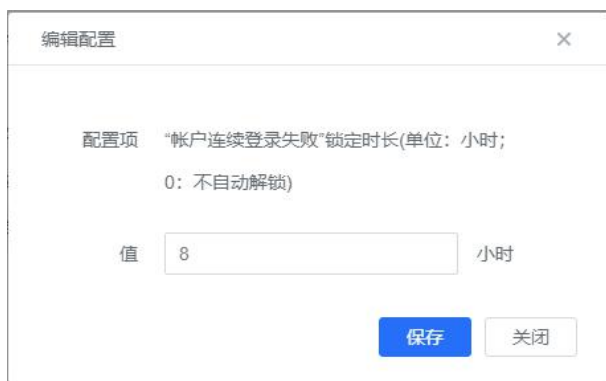 编辑配置
配置项 “帐户连续登录失败”锁定时长(单位：小时；
0：不自动解锁)
值 8 小时
保存 关闭